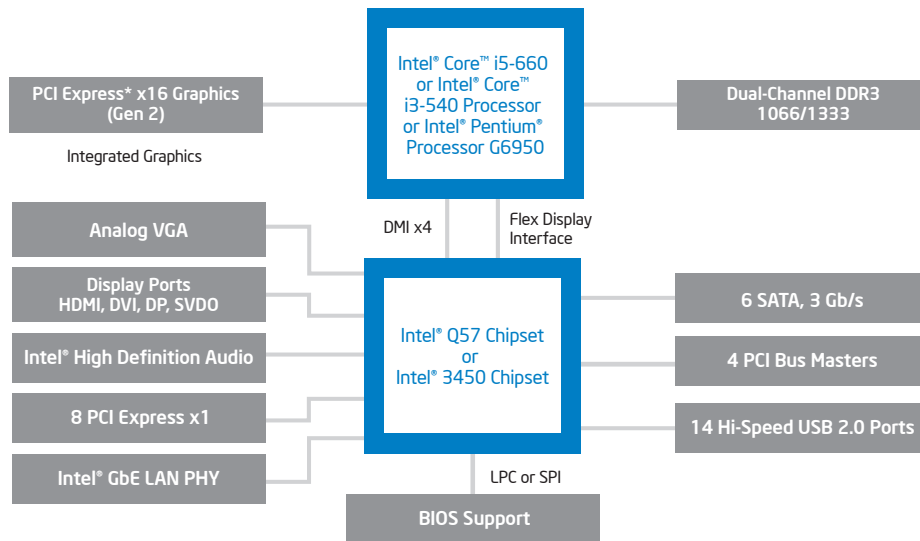 Intel® Core™ i5-660
or Intel® Core™
i3-540 Processor
or Intel® Pentium®
Processor G6950
PCI Express* x16 Graphics
(Gen 2)
Integrated Graphics
Dual-Channel DDR3
1066/1333
DMI x4
Flex Display
Interface
Analog VGA
Display Ports
HDMI, DVI, DP, SVDO
Intel® High Definition Audio
8 PCI Express x1
Intel® GbE LAN PHY
Intel® Q57 Chipset
or
Intel® 3450 Chipset
6 SATA, 3 Gb/s
4 PCI Bus Masters
14 Hi-Speed USB 2.0 Ports
LPC or SPI
BIOS Support